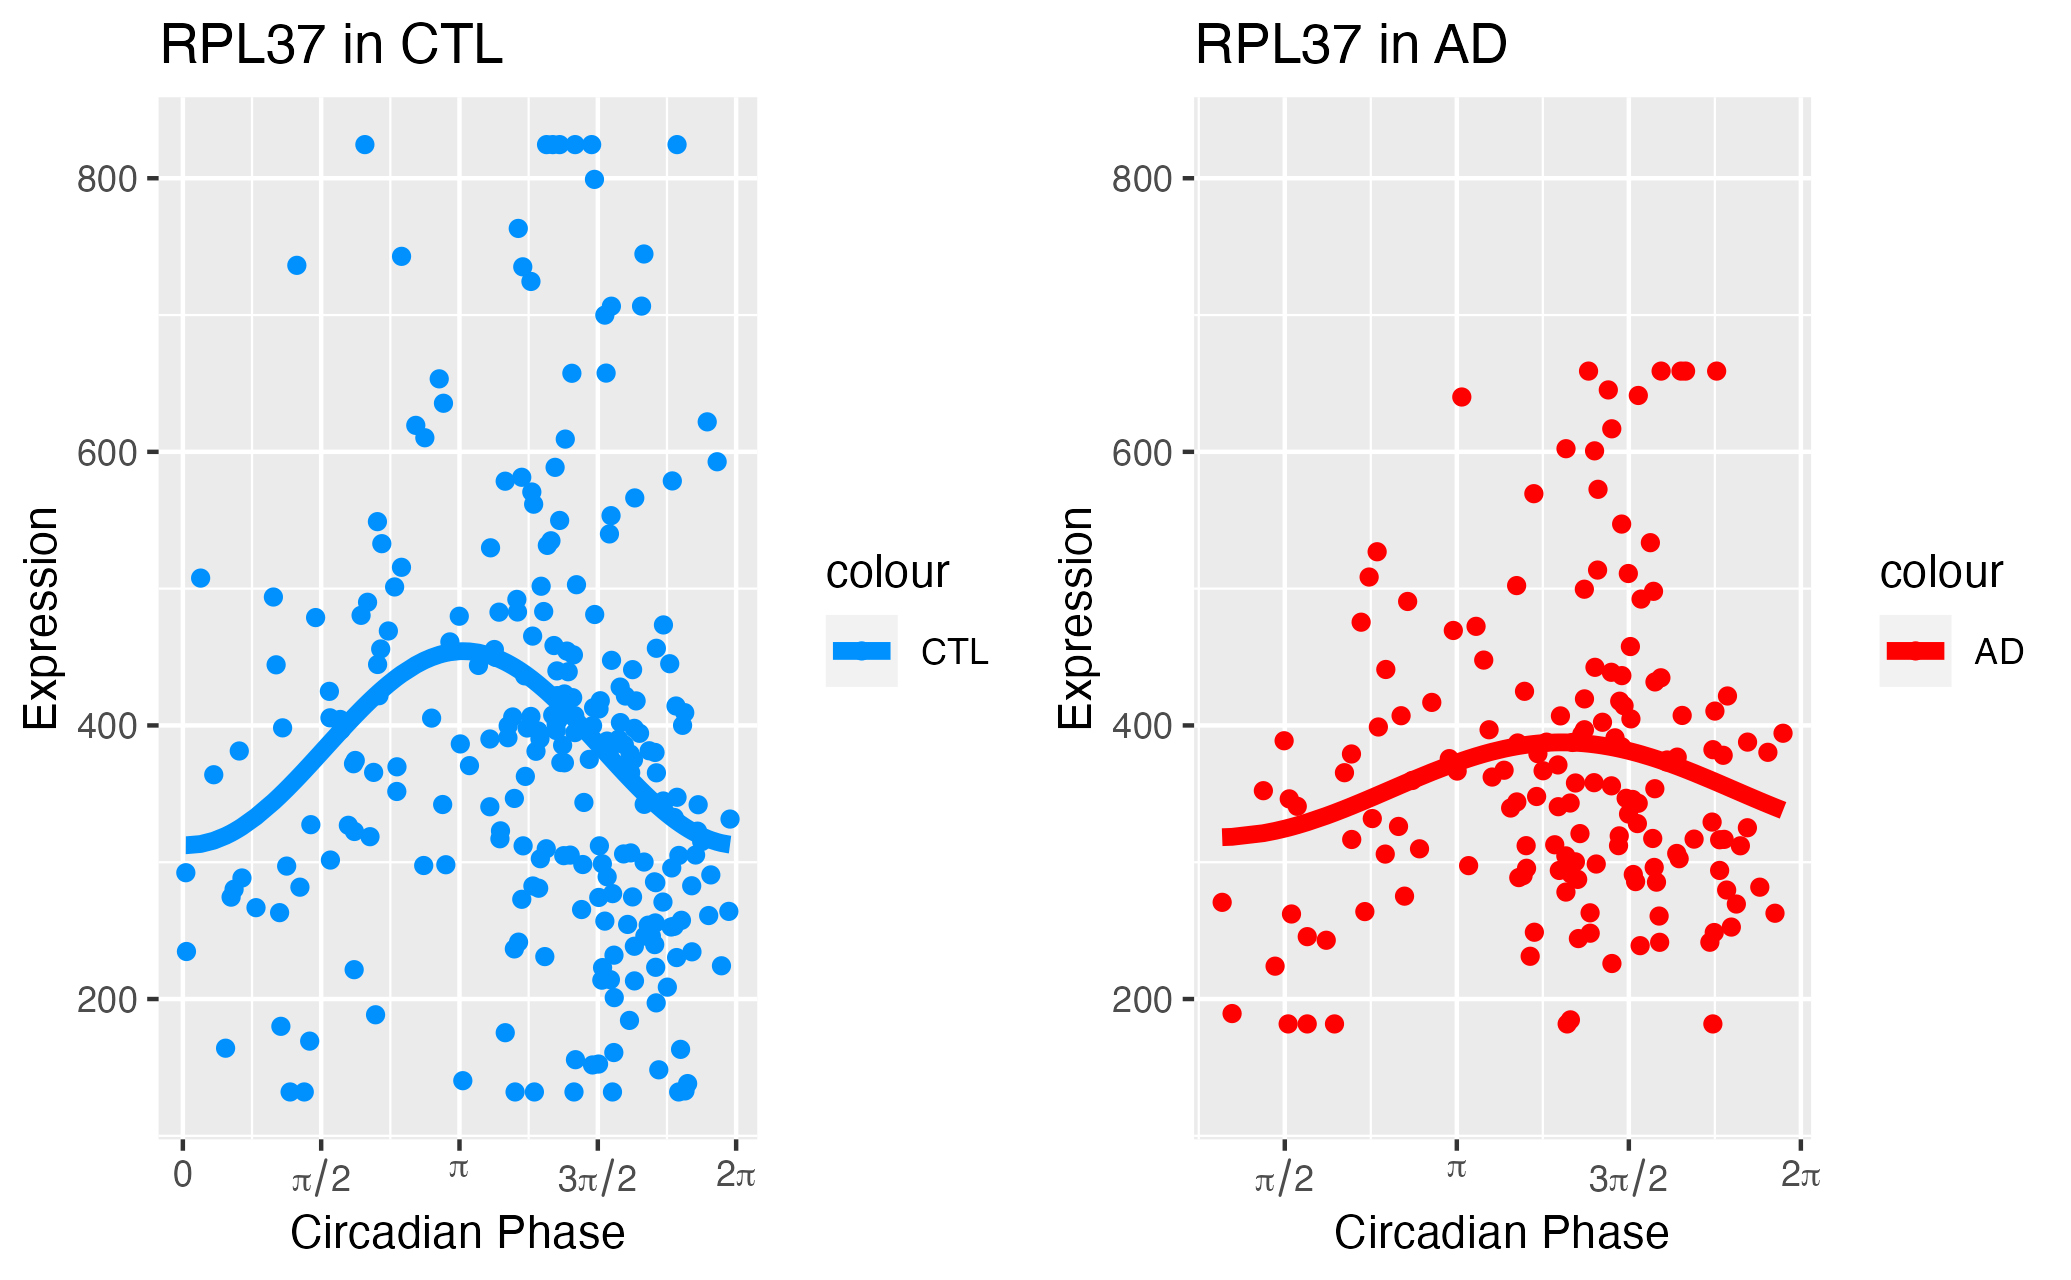 RPL37 in CTL
800
600
400
200
Expression
0
π/2
π
3π/2
2π
Circadian Phase
colour
CTL
RPL37 in AD
800
600
400
200
Expression
π/2
π
3π/2
2π
Circadian Phase
colour
AD